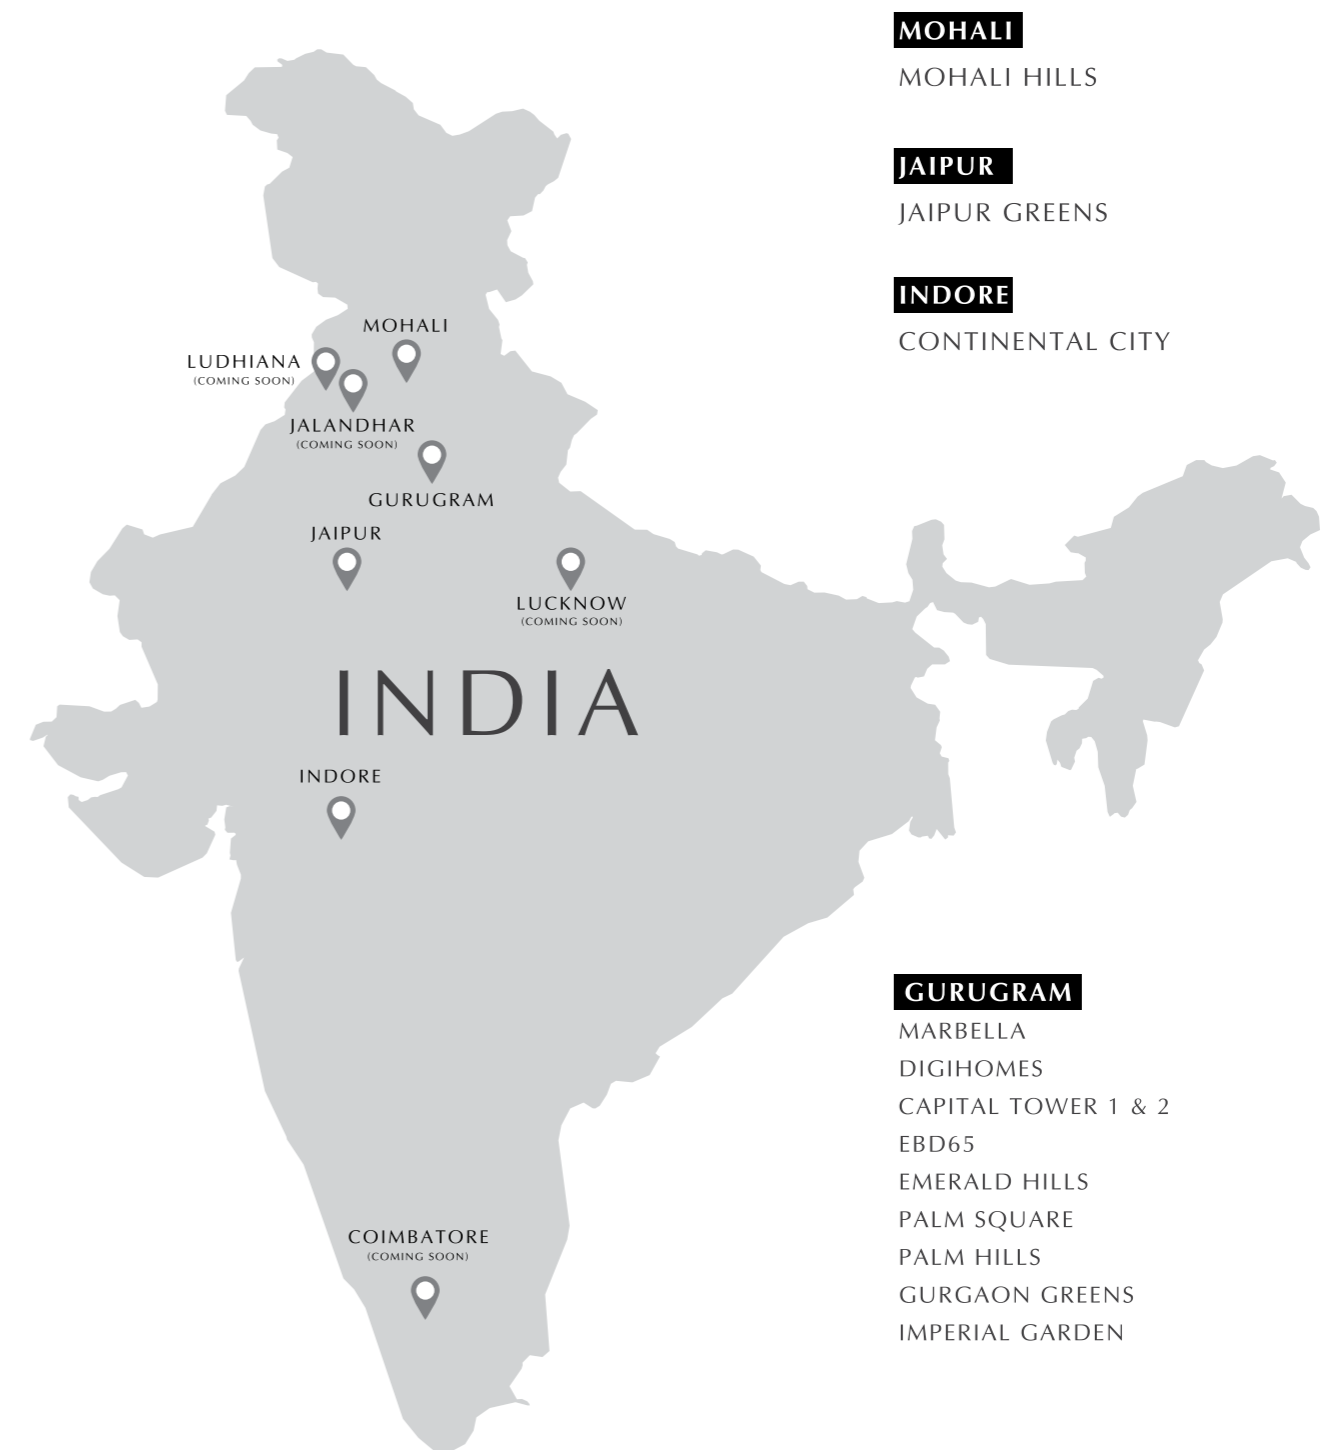 MOHALI
LUDHIANA
(COMING SOON)
JALANDHAR
(COMING SOON)
GURUGRAM
JAIPUR
LUCKNOW
(COMING SOON)
INDIA
INDORE
COIMBATORE
(COMING SOON)
MOHALI
MOHALI HILLS
JAIPUR
JAIPUR GREENS
INDORE
CONTINENTAL CITY
GURUGRAM
MARBELLA
DIGIHOMES
CAPITAL TOWER 1 & 2
EBD65
EMERALD HILLS
PALM SQUARE
PALM HILLS
GURGAON GREENS
IMPERIAL GARDEN